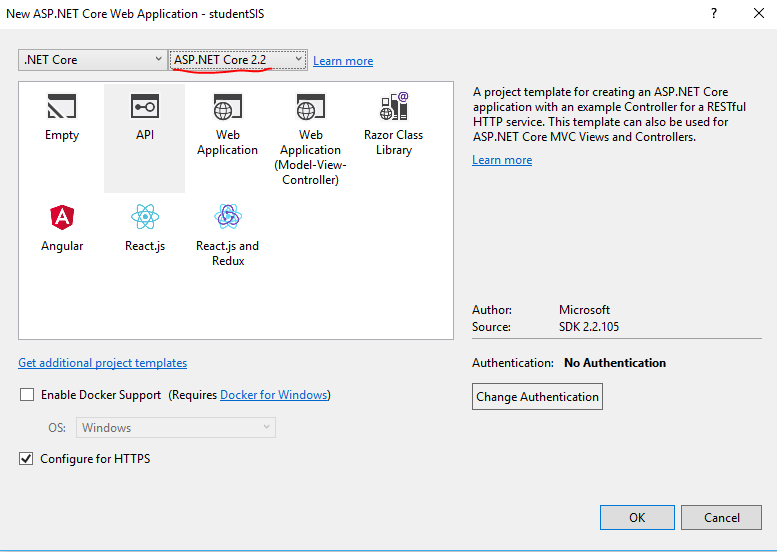 New ASP.NET Core Web Application - studentSIS
?
.NET Core
ASP.NET Core 2.2
Learn more
Empty
API
Web
Application
Web
Application
(Model-View-
Controller)
Razor Class
Library
Angular
React.js
React.js and
Redux
A project template for creating an ASP.NET Core
application with an example Controller for a RESTful
HTTP service. This template can also be used for
ASP.NET Core MVC Views and Controllers.
Learn more
Author: Microsoft
Source: SDK 2.2.105
Get additional project templates
Authentication: No Authentication
Change Authentication
Enable Docker Support (Requires Docker for Windows)
OS: Windows
Configure for HTTPS
OK
Cancel